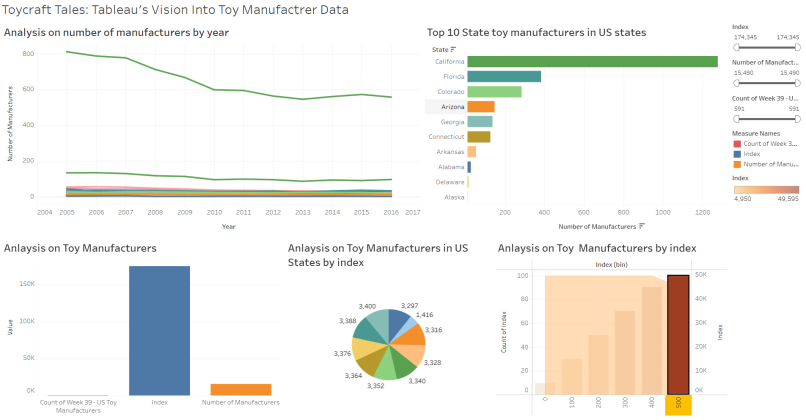 Toycraft Tales: Tableau's Vision Into Toy Manufactrer Data
Analysis on number of manufacturers by year
Number of Manufacturers
800
600
400
200
0
2004 2005 2006 2007 2008 2009 2010 2011 2012 2013 2014 2015 2016 2017
Year
Top 10 State toy manufacturers in US states
State
California
Florida
Colorado
Arizona
Georgia
Connecticut
Arkansas
Alabama
Delaware
Alaska
200 400 600 800 1000 1200
Number of Manufacturers
Index
174,345 174,345
Number of Manufact...
15,490 15,490
Count of Week 39 - U...
591 591
Measure Names
Count of Week 3...
Index
Number of Manu...
Index
4,950 49,595
Anlaysis on Toy Manufacturers
Value
150K
100K
50K
0K
Count of Week 39 - US Toy
Manufacturers
Index
Number of Manufacturers
Anlaysis on Toy Manufacturers in US
States by index
3,400
3,297
1,416
3,388
3,316
3,376
3,328
3,364
3,340
3,352
Anlaysis on Toy Manufacturers by index
Index (bin)
Count of Index
100
80
60
40
20
0
50K
40K
30K
20K
10K
0K
Index
0 100 200 300 400 500